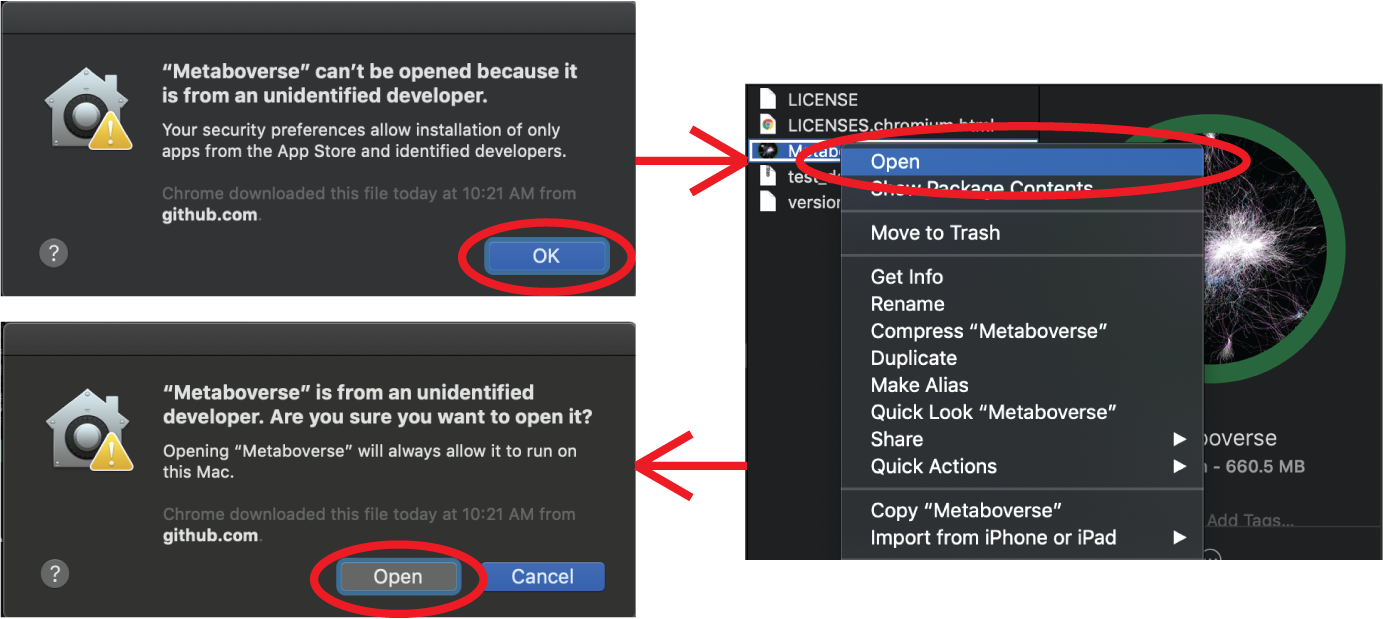 “Metaboverse” can’t be opened because it
is from an unidentified developer.
Your security preferences allow installation of only
apps from the App Store and identified developers.
Chrome downloaded this file today at 10:21 AM from
github.com.
?
OK
LICENSE
LICENSES.chromium.html
Metab
test_d
version
Open
Show Package Contents
Move to Trash
Get Info
Rename
Compress “Metaboverse”
Duplicate
Make Alias
Quick Look “Metaboverse”
Share
Quick Actions
Copy “Metaboverse”
Import from iPhone or iPad
boverse
- 660.5 MB
Add Tags...
“Metaboverse” is from an unidentified
developer. Are you sure you want to open it?
Opening “Metaboverse” will always allow it to run on
this Mac.
Chrome downloaded this file today at 10:21 AM from
github.com.
?
Open
Cancel